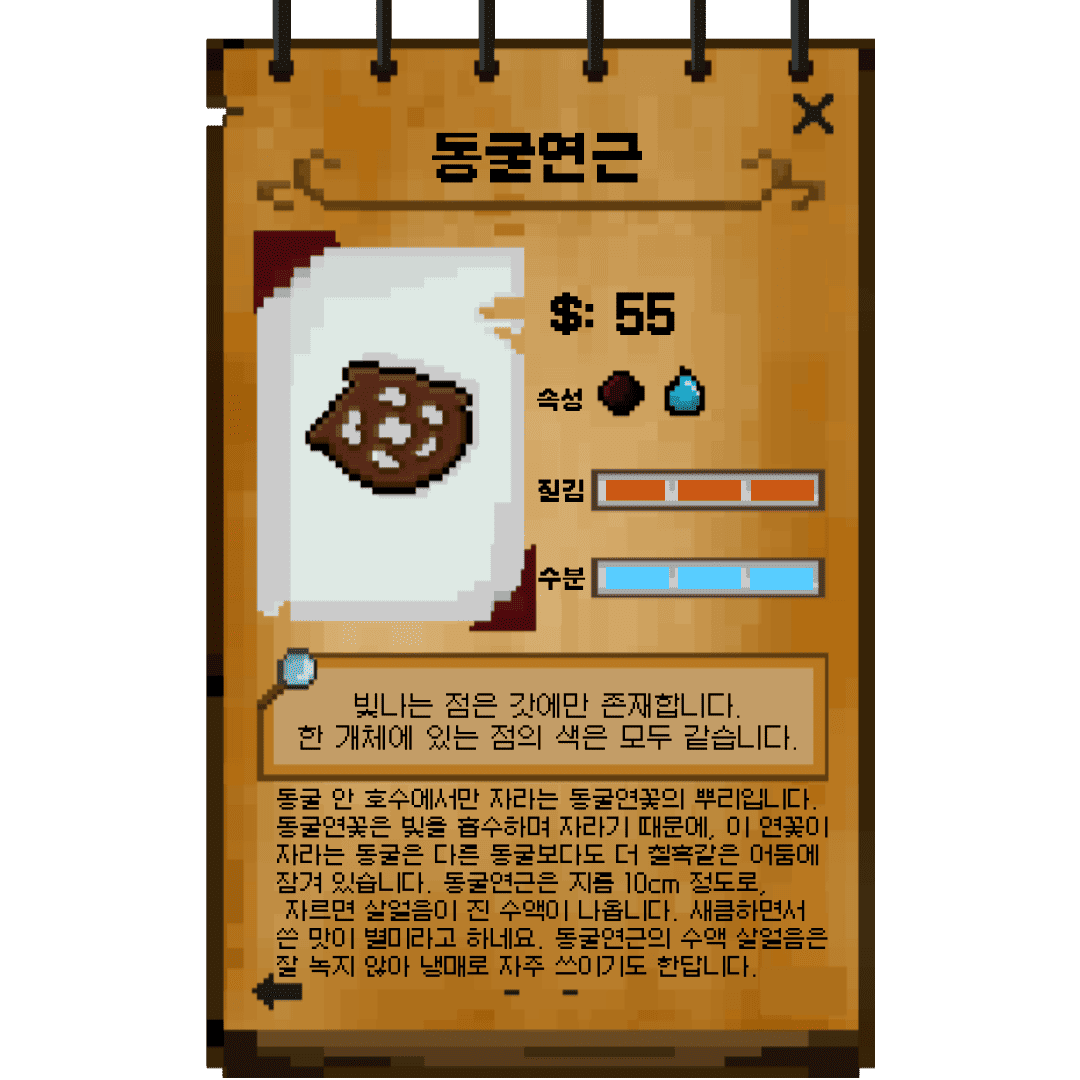 동굴연근
$: 55
속성
질김
수분
빛나는 점은 갓에만 존재합니다.
한 개체에 있는 점의 색은 모두 같습니다.
동굴 안 호수에서만 자라는 동굴연꽃의 뿌리입니다.
동굴연꽃은 빛을 흡수하며 자라기 때문에, 이 연꽃이
자라는 동굴은 다른 동굴보다도 더 칠흑같은 어둠에
잠겨 있습니다. 동굴연근은 지름 10cm 정도로,
자르면 살얼음이 진 수액이 나옵니다. 새큼하면서
쓴 맛이 별미라고 하네요. 동굴연근의 수액 살얼음은
잘 녹지 않아 냉매로 자주 쓰이기도 한답니다.